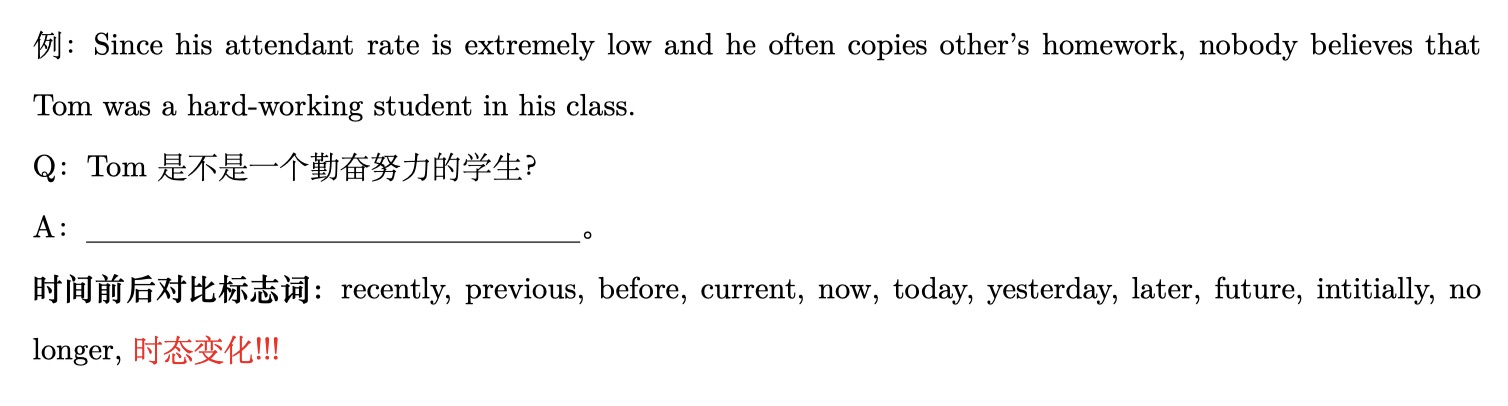 例：Since his attendant rate is extremely low and he often copies other’s homework, nobody believes that
Tom was a hard-working student in his class.
Q：Tom 是不是一个勤奋努力的学生?
A：________________________________。
时间前后对比标志词：recently, previous, before, current, now, today, yesterday, later, future, intitially, no
longer, 时态变化!!!